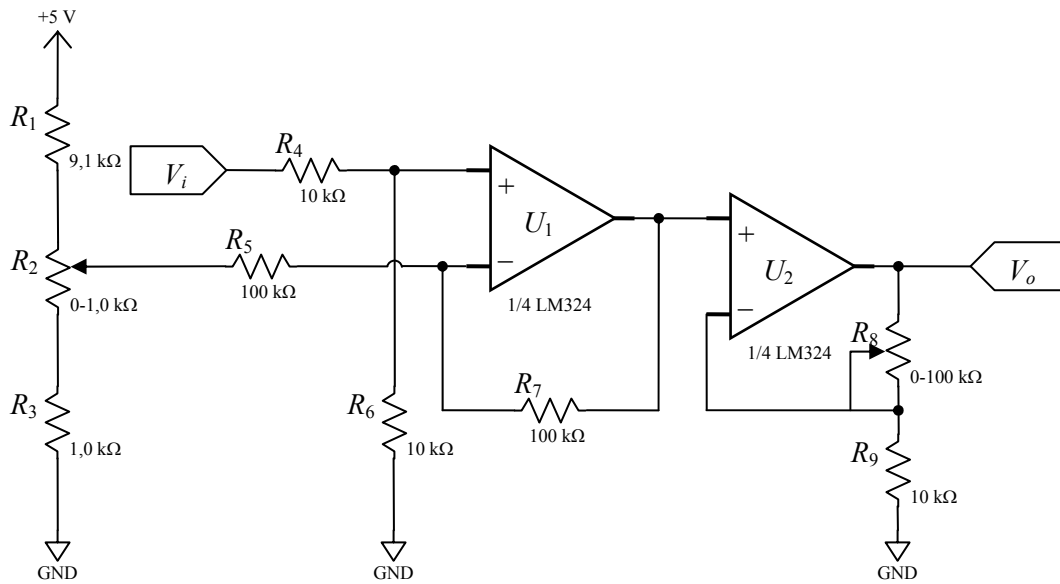 +5 V
R1
9,1 kΩ
Vi
R4
10 kΩ
+
U1
−
1/4 LM324
R2
0-1,0 kΩ
R5
100 kΩ
+
U2
−
1/4 LM324
Vo
R8
0-100 kΩ
R7
100 kΩ
R3
1,0 kΩ
R6
10 kΩ
R9
10 kΩ
GND
GND
GND